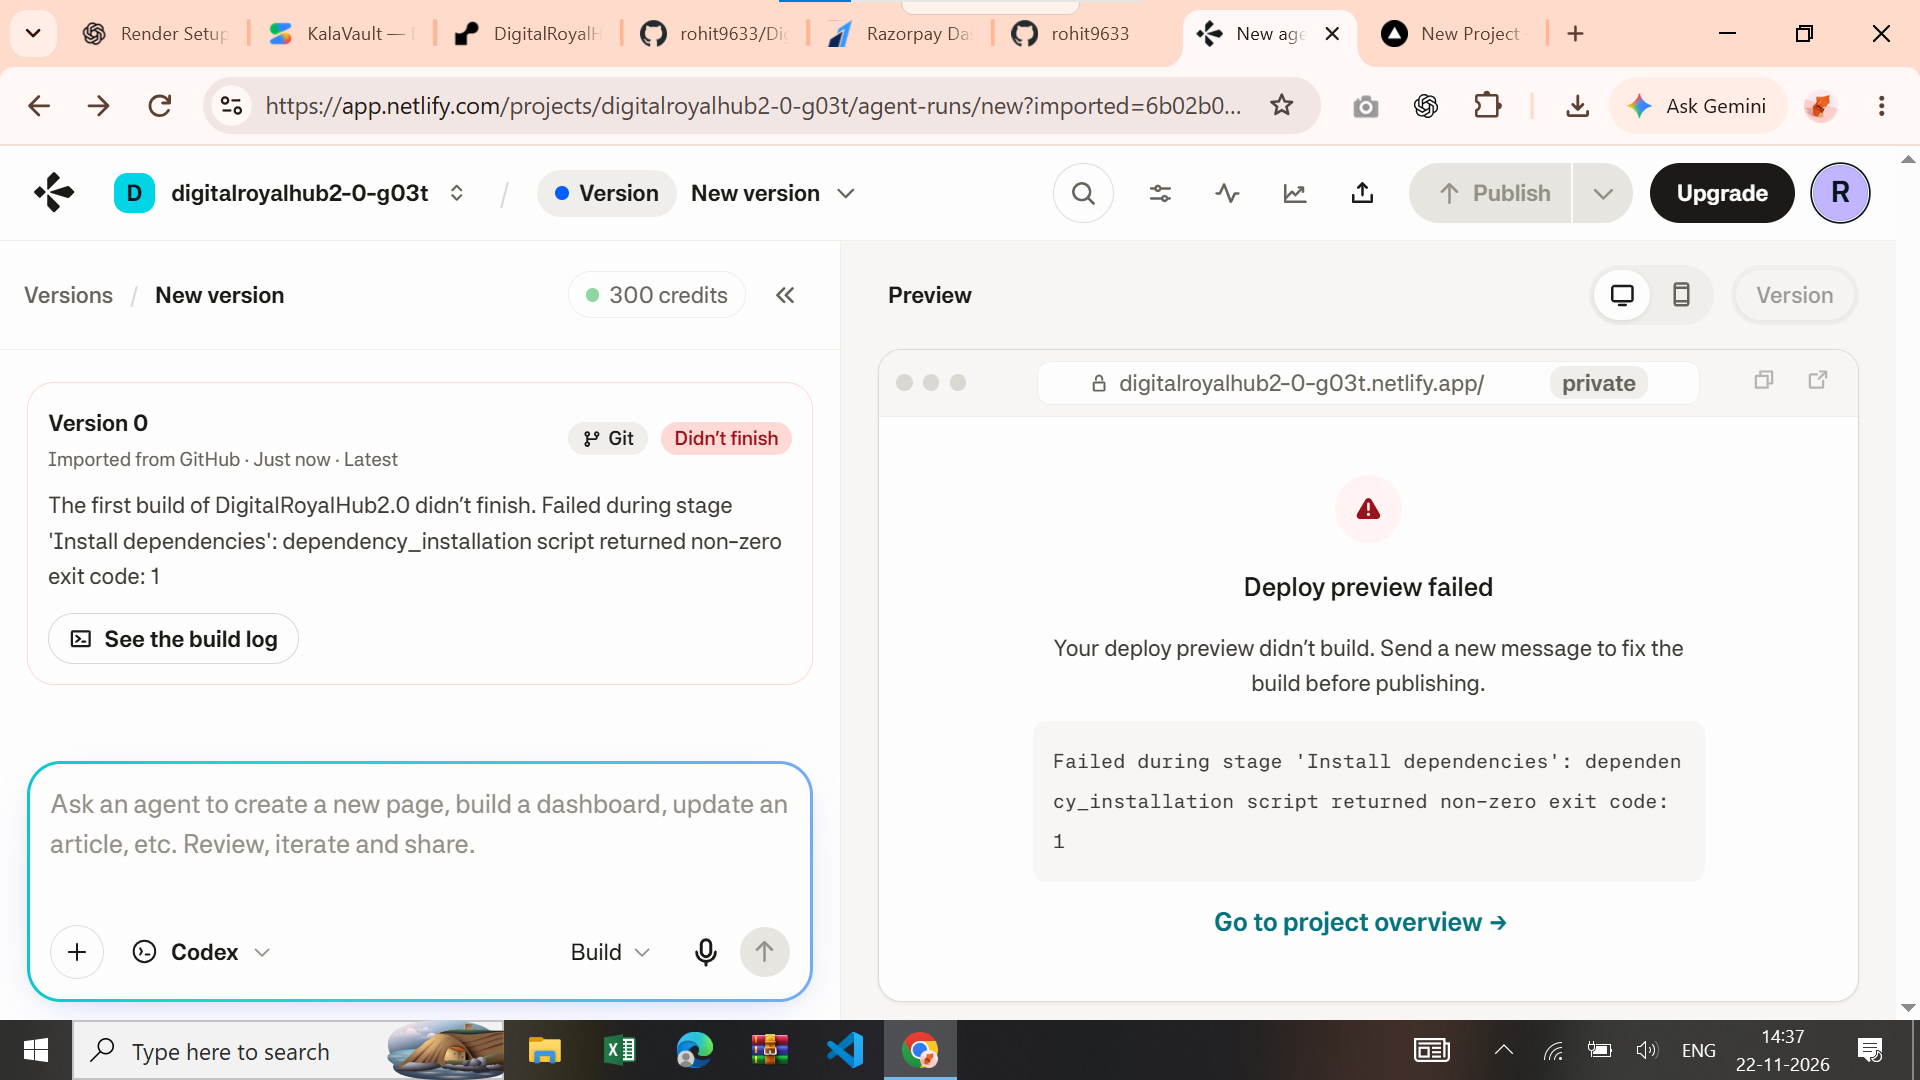 Render Setup
KalaVault —
DigitalRoyalH
rohit9633/Dig
Razorpay Da
rohit9633
New age
New Project
https://app.netlify.com/projects/digitalroyalhub2-0-g03t/agent-runs/new?imported=6b02b0...
Ask Gemini
D
digitalroyalhub2-0-g03t
/
Version
New version
Publish
Upgrade
R
Versions / New version
300 credits
Preview
Version
Version 0
Imported from GitHub · Just now · Latest
Git
Didn't finish
The first build of DigitalRoyalHub2.0 didn't finish. Failed during stage
'Install dependencies': dependency_installation script returned non-zero
exit code: 1
See the build log
digitalroyalhub2-0-g03t.netlify.app/
private
Deploy preview failed
Your deploy preview didn't build. Send a new message to fix the
build before publishing.
Failed during stage 'Install dependencies': dependen
cy_installation script returned non-zero exit code:
1
Go to project overview →
Ask an agent to create a new page, build a dashboard, update an
article, etc. Review, iterate and share.
Codex
Build
Type here to search
ENG
14:37
22-11-2026